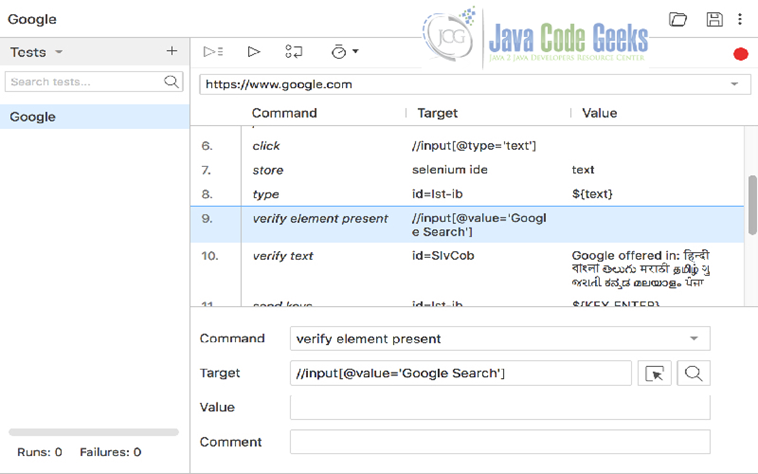 Google
JCG
Java Code Geeks
JAVA 2 JAVA DEVELOPERS RESOURCE CENTER
Tests
Search tests...
https://www.google.com
Google
Command Target Value
6. click //input[@type='text']
7. store selenium ide text
8. type id=lst-ib ${text}
9. verify element present //input[@value='Googl
e Search']
10. verify text id=SIvCob Google offered in: हिन्दी
বাংলা తెలుగు मराठी தமிழ் ગુ
જરાતી ಕನ್ನಡ മലയാളം ਪੰਜਾ
11. send keys id=lst-ib ${KEY_ENTER}
Command verify element present
Target //input[@value='Google Search']
Value
Comment
Runs: 0 Failures: 0